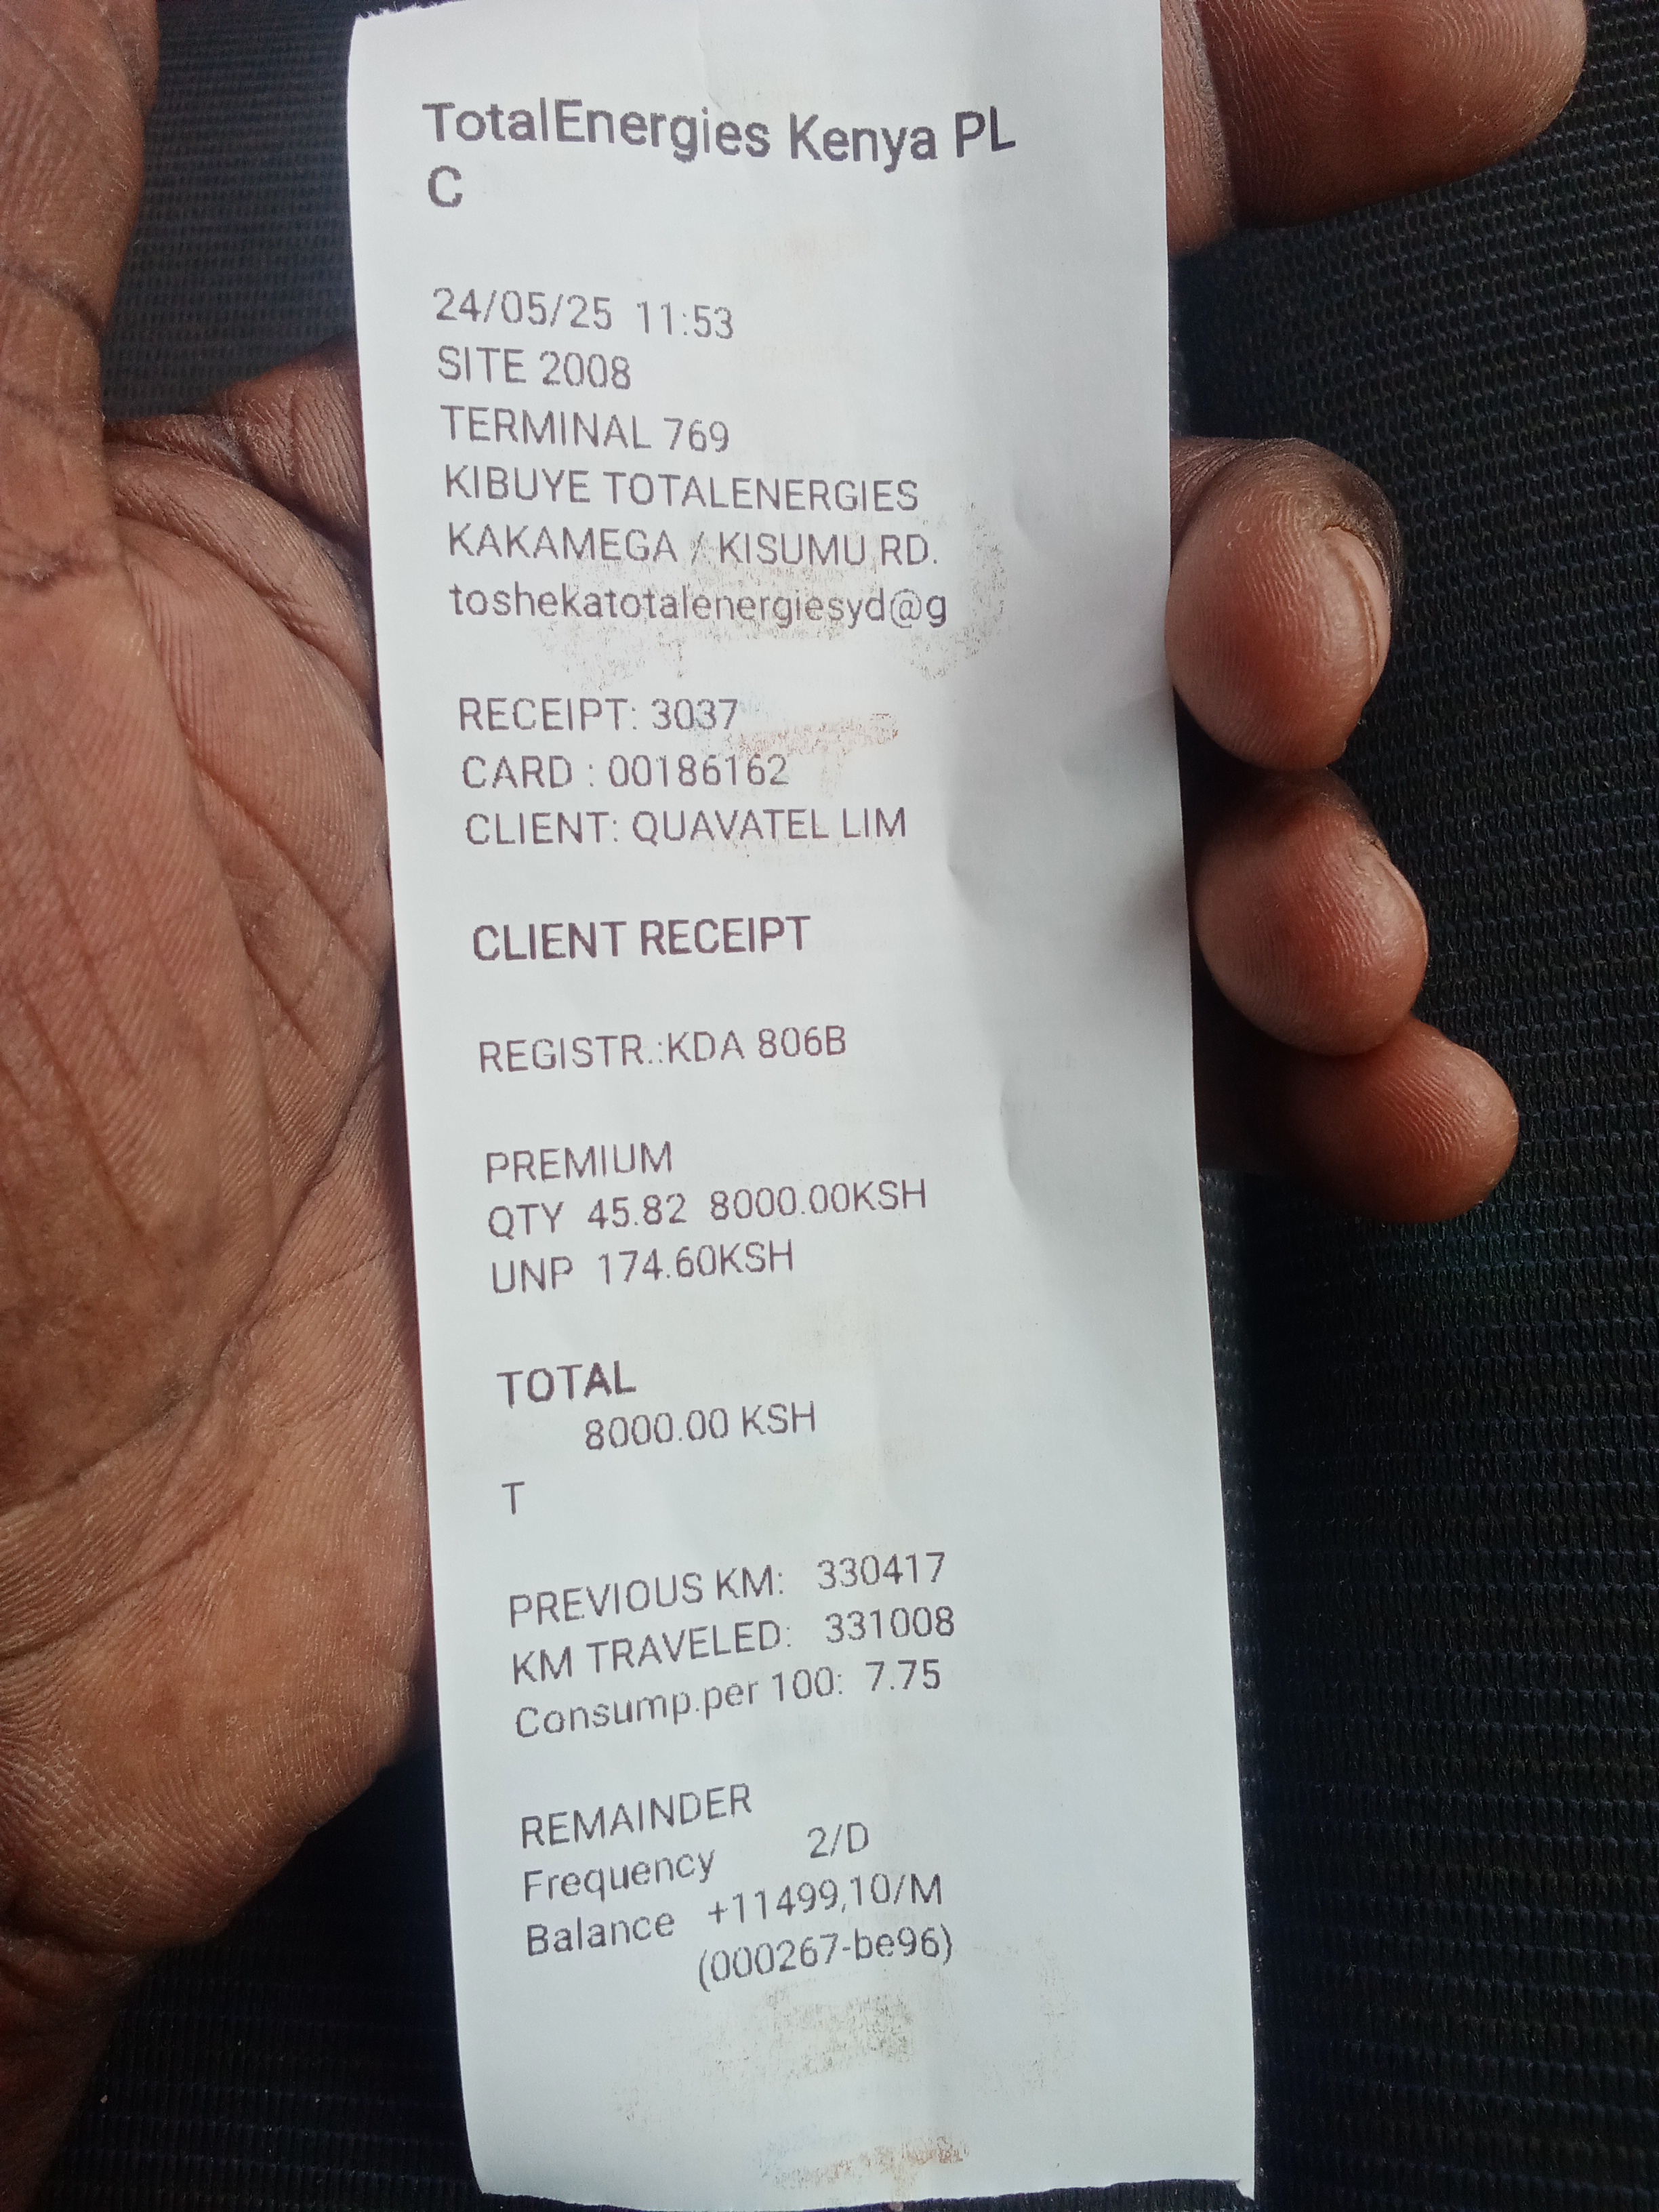 TotalEnergies Kenya PL
C
24/05/25 11:53
SITE 2008
TERMINAL 769
KIBUYE TOTALENERGIES
KAKAMEGA / KISUMU RD.
toshekatotalenergiesyd@g
RECEIPT: 3037
CARD : 00186162
CLIENT: QUAVATEL LIM
CLIENT RECEIPT
REGISTR.:KDA 806B
PREMIUM
QTY 45.82 8000.00KSH
UNP 174.60KSH
TOTAL
8000.00 KSH
T
PREVIOUS KM: 330417
KM TRAVELED: 331008
Consump.per 100: 7.75
REMAINDER
Frequency 2/D
Balance +11499,10/M
(000267-be96)